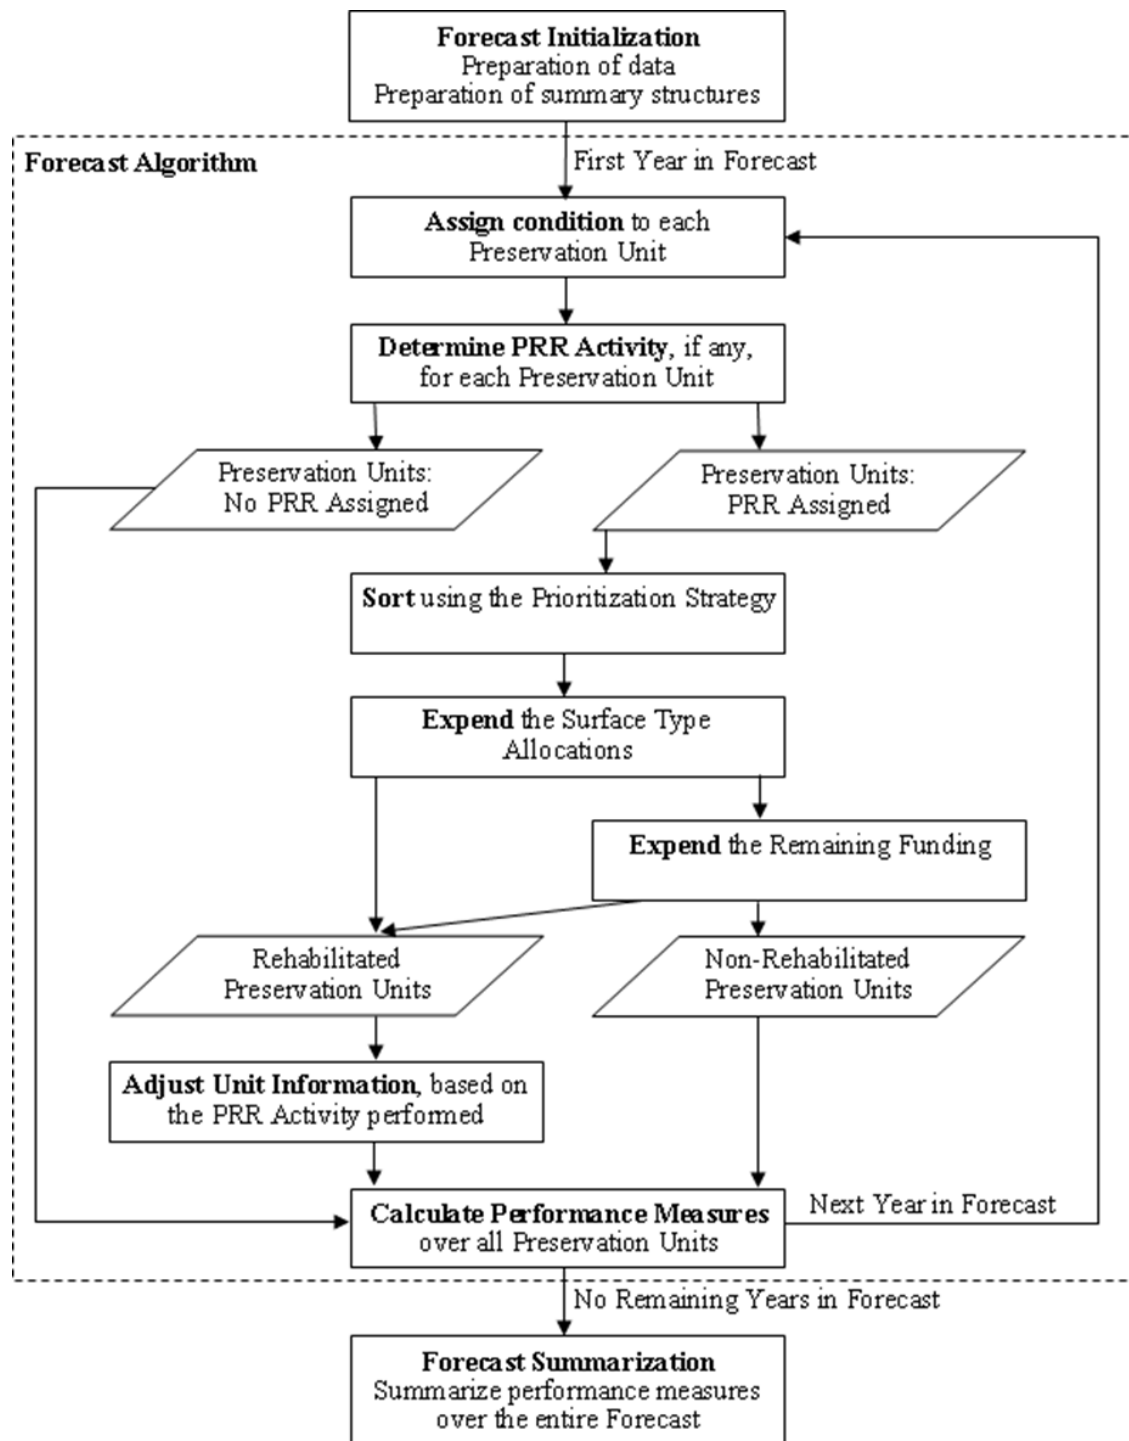 Forecast Initialization
Preparation of data
Preparation of summary structures
Forecast Algorithm
First Year in Forecast
Assign condition to each
Preservation Unit
Determine PRR Activity, if any,
for each Preservation Unit
Preservation Units:
No PRR Assigned
Preservation Units:
PRR Assigned
Sort using the Prioritization Strategy
Expend the Surface Type
Allocations
Expend the Remaining Funding
Rehabilitated
Preservation Units
Non-Rehabilitated
Preservation Units
Adjust Unit Information, based on
the PRR Activity performed
Calculate Performance Measures
over all Preservation Units
Next Year in Forecast
No Remaining Years in Forecast
Forecast Summarization
Summarize performance measures
over the entire Forecast